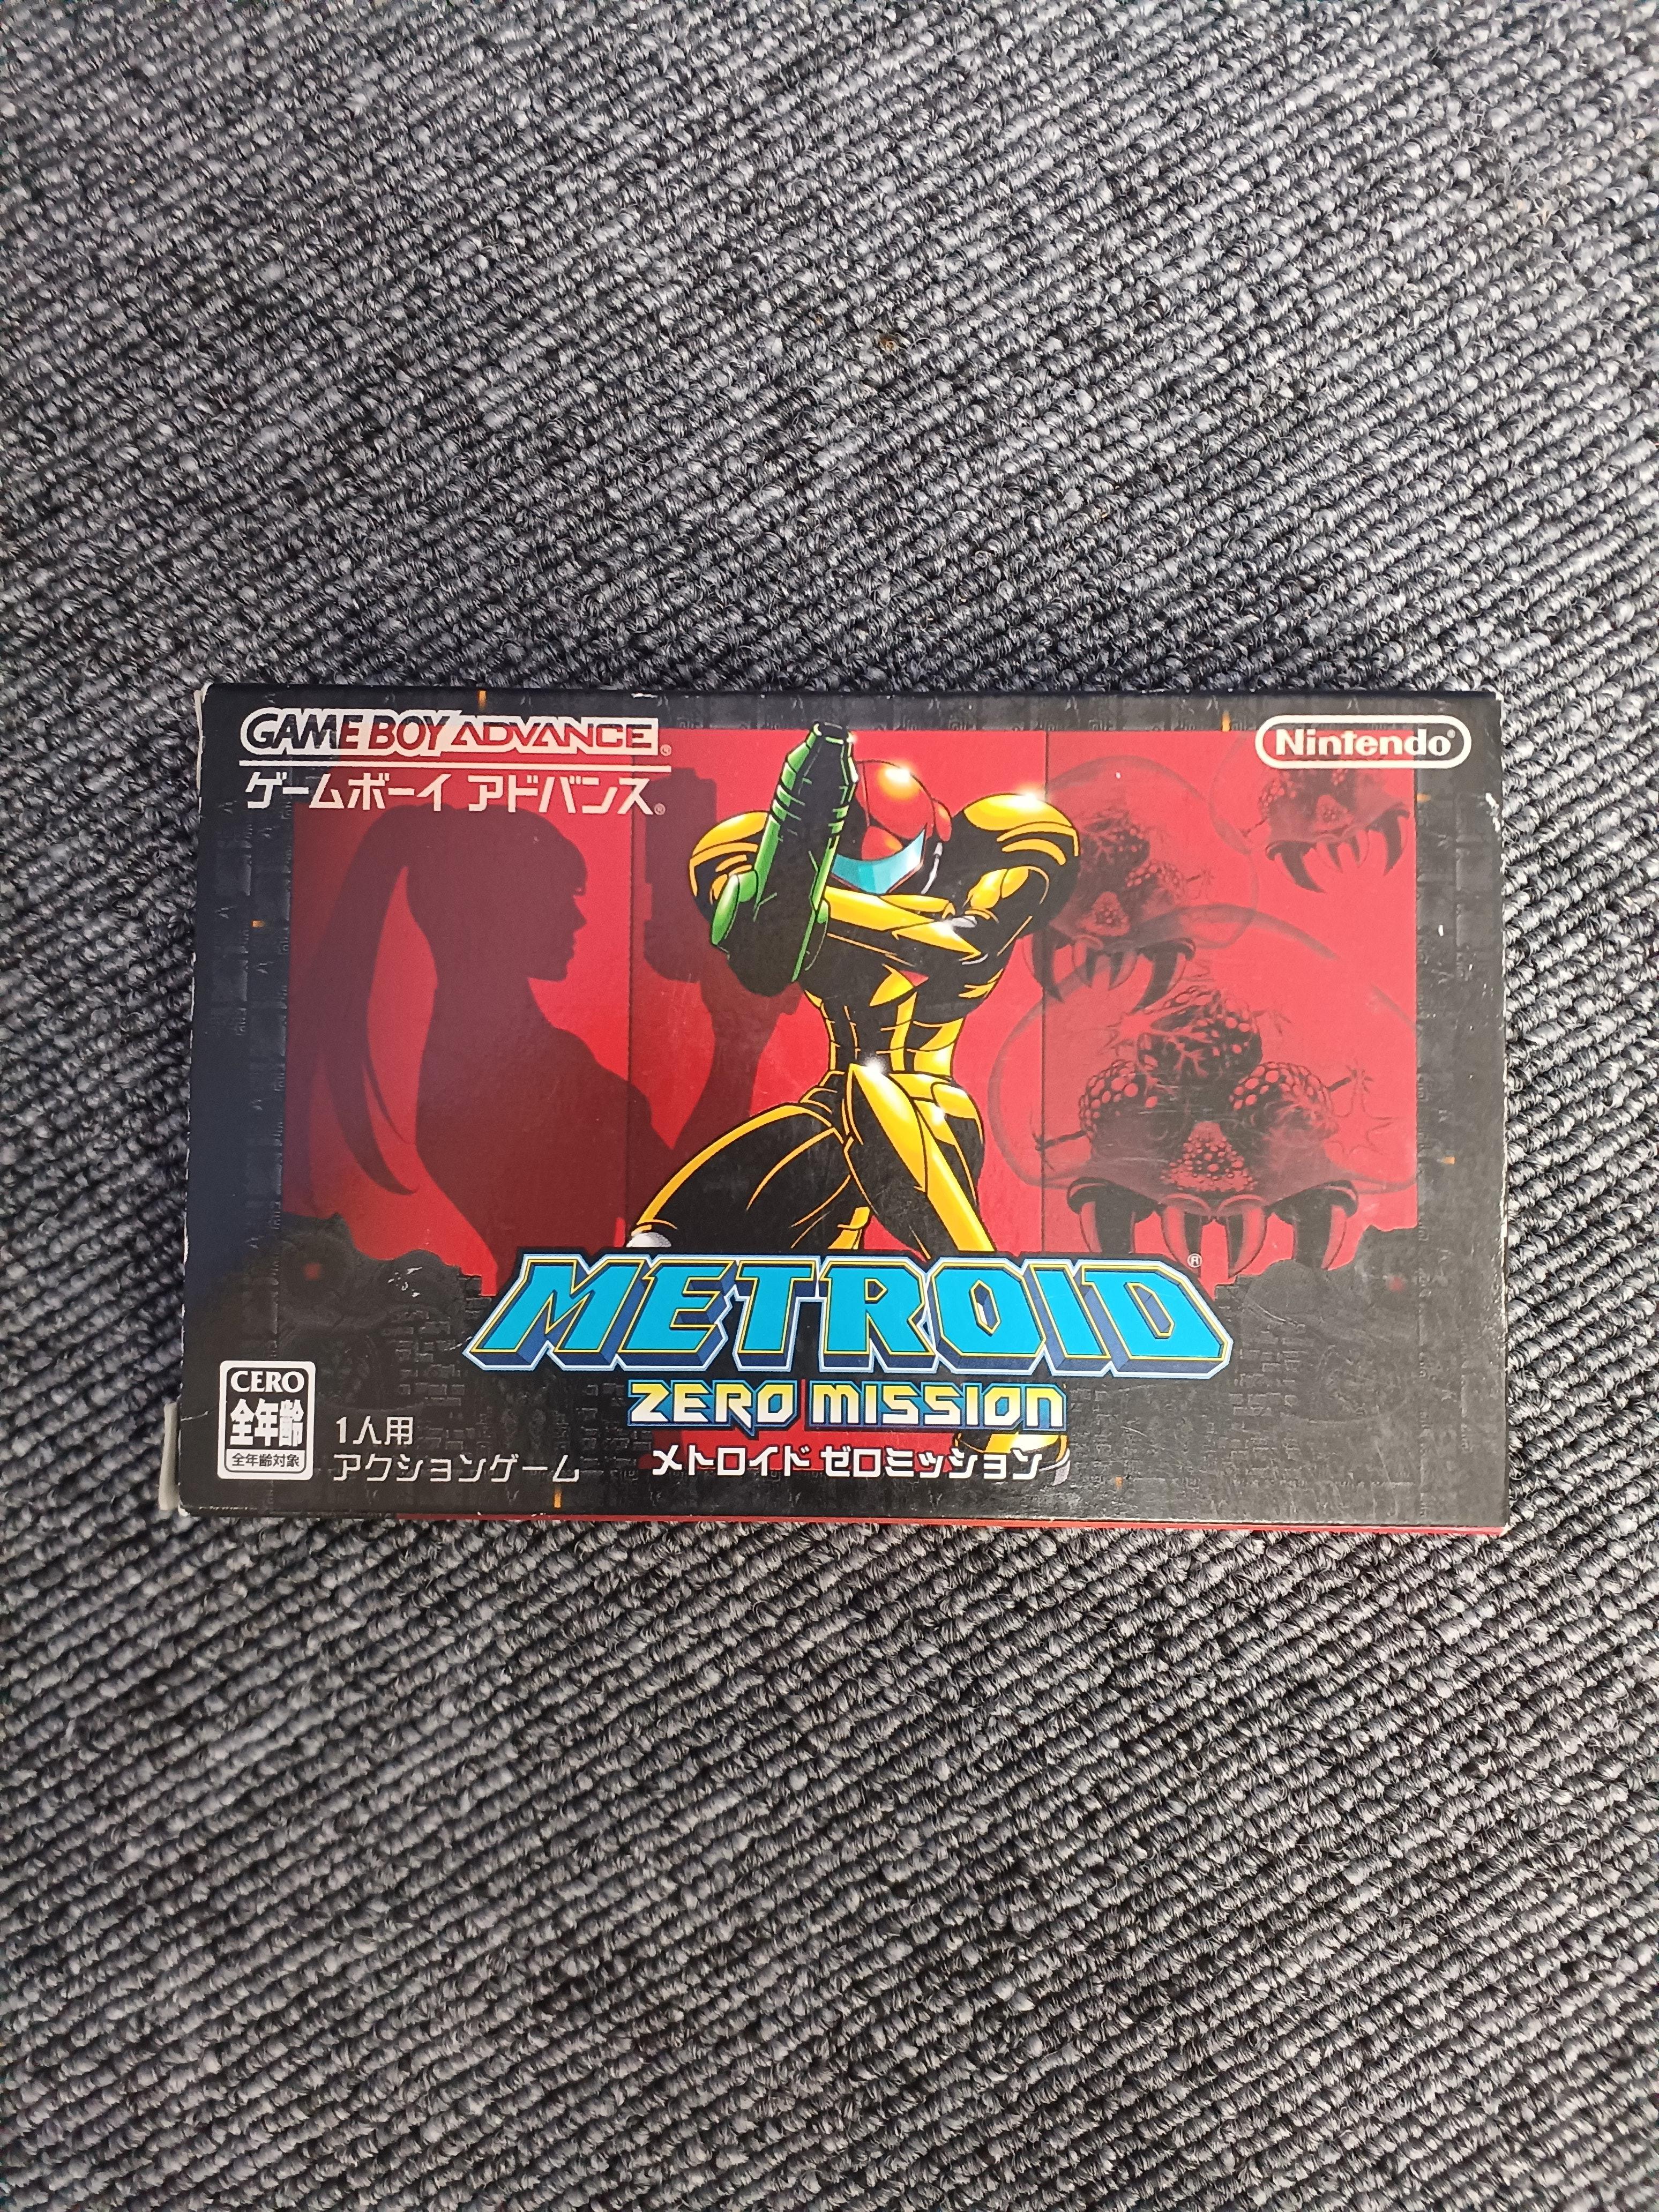 GAME BOY ADVANCE®
ゲームボーイ アドバンス®
Nintendo®
METROID®
ZERO MISSION
メトロイド ゼロミッション
CERO
全年齢
全年齢対象
1人用
アクションゲーム